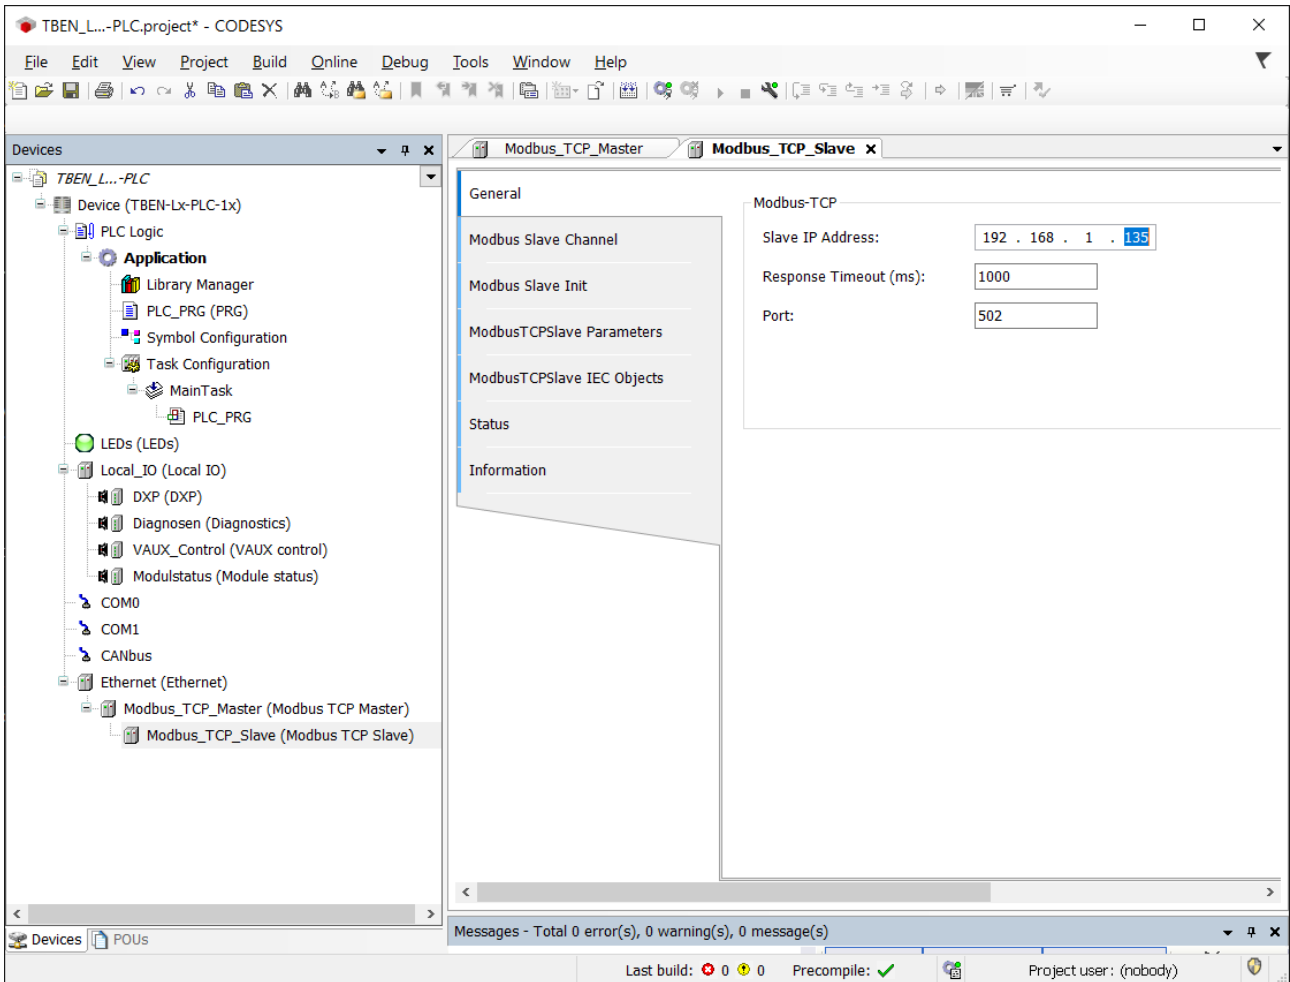 TBEN_L...-PLC.project* - CODESYS
File Edit View Project Build Online Debug Tools Window Help
Devices
TBEN_L...-PLC
Device (TBEN-Lx-PLC-1x)
PLC Logic
Application
Library Manager
PLC_PRG (PRG)
Symbol Configuration
Task Configuration
MainTask
PLC_PRG
LEDs (LEDs)
Local_IO (Local IO)
DXP (DXP)
Diagnosen (Diagnostics)
VAUX_Control (VAUX control)
Modulstatus (Module status)
COM0
COM1
CANbus
Ethernet (Ethernet)
Modbus_TCP_Master (Modbus TCP Master)
Modbus_TCP_Slave (Modbus TCP Slave)
Devices POUs
Modbus_TCP_Master Modbus_TCP_Slave
General
Modbus Slave Channel
Modbus Slave Init
ModbusTCPSlave Parameters
ModbusTCPSlave IEC Objects
Status
Information
Modbus-TCP
Slave IP Address: 192 . 168 . 1 . 135
Response Timeout (ms): 1000
Port: 502
Messages - Total 0 error(s), 0 warning(s), 0 message(s)
Last build: 0 0 Precompile: Project user: (nobody)